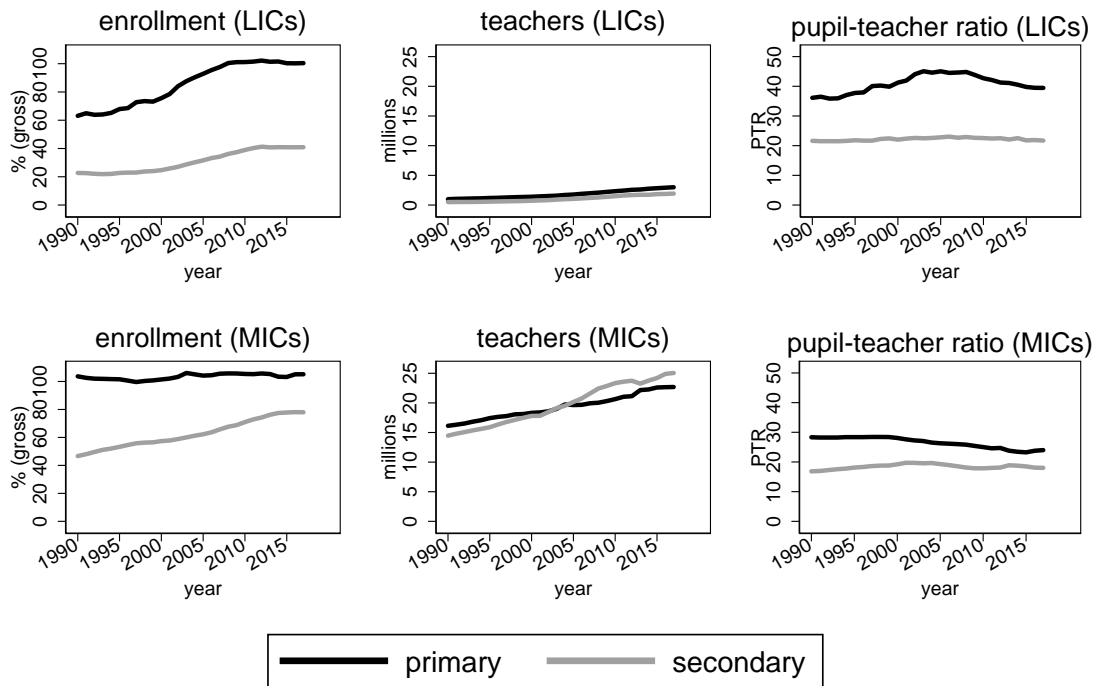 enrollment (LICs)
% (gross)
0 20 40 60 80 100
1990 1995 2000 2005 2010 2015
year
teachers (LICs)
millions
0 5 10 15 20 25
1990 1995 2000 2005 2010 2015
year
pupil-teacher ratio (LICs)
PTR
0 10 20 30 40 50
1990 1995 2000 2005 2010 2015
year
enrollment (MICs)
% (gross)
0 20 40 60 80 100
1990 1995 2000 2005 2010 2015
year
teachers (MICs)
millions
0 5 10 15 20 25
1990 1995 2000 2005 2010 2015
year
pupil-teacher ratio (MICs)
PTR
0 10 20 30 40 50
1990 1995 2000 2005 2010 2015
year
primary secondary